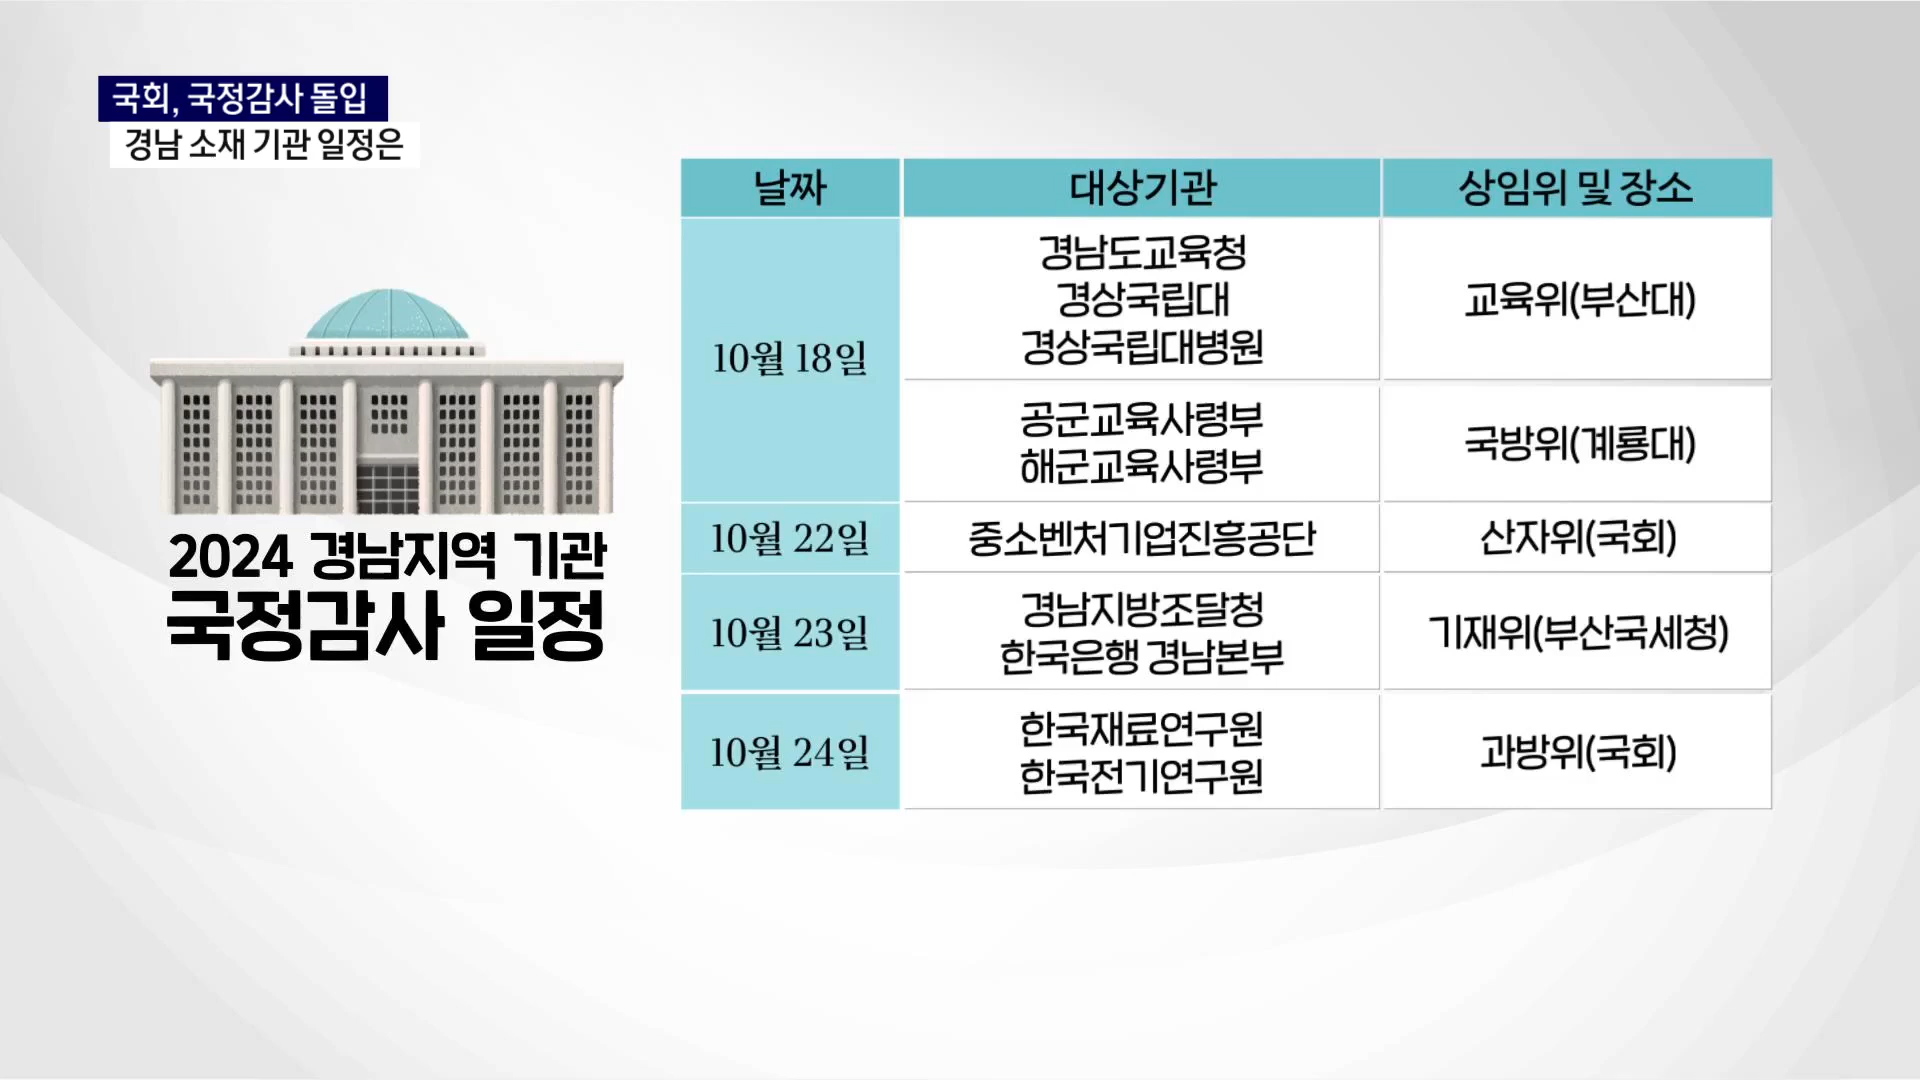 국회, 국정감사 돌입
경남 소재 기관 일정은
2024 경남지역 기관
국정감사 일정
날짜 대상기관 상임위 및 장소
10월 18일
경남도교육청
경상국립대
경상국립대병원
교육위(부산대)
공군교육사령부
해군교육사령부
국방위(계룡대)
10월 22일 중소벤처기업진흥공단 산자위(국회)
10월 23일
경남지방조달청
한국은행 경남본부
기재위(부산국세청)
10월 24일
한국재료연구원
한국전기연구원
과방위(국회)